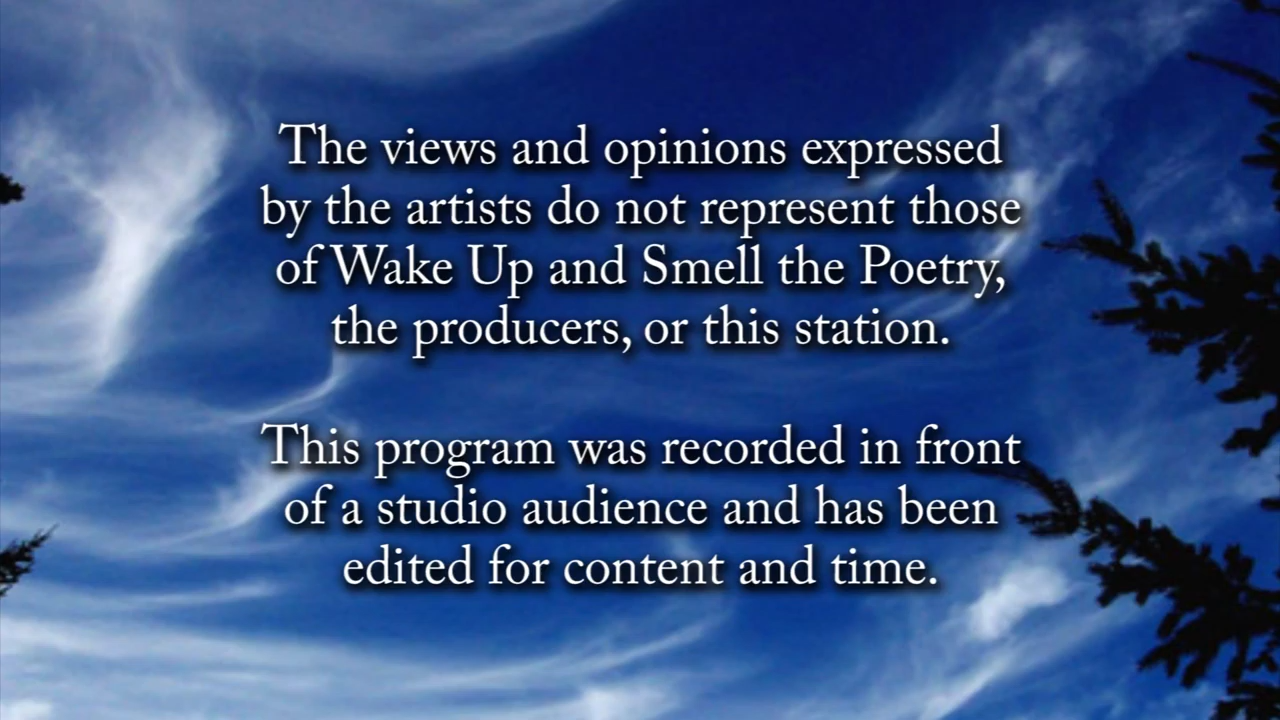 The views and opinions expressed
by the artists do not represent those
of Wake Up and Smell the Poetry,
the producers, or this station.
This program was recorded in front
of a studio audience and has been
edited for content and time.